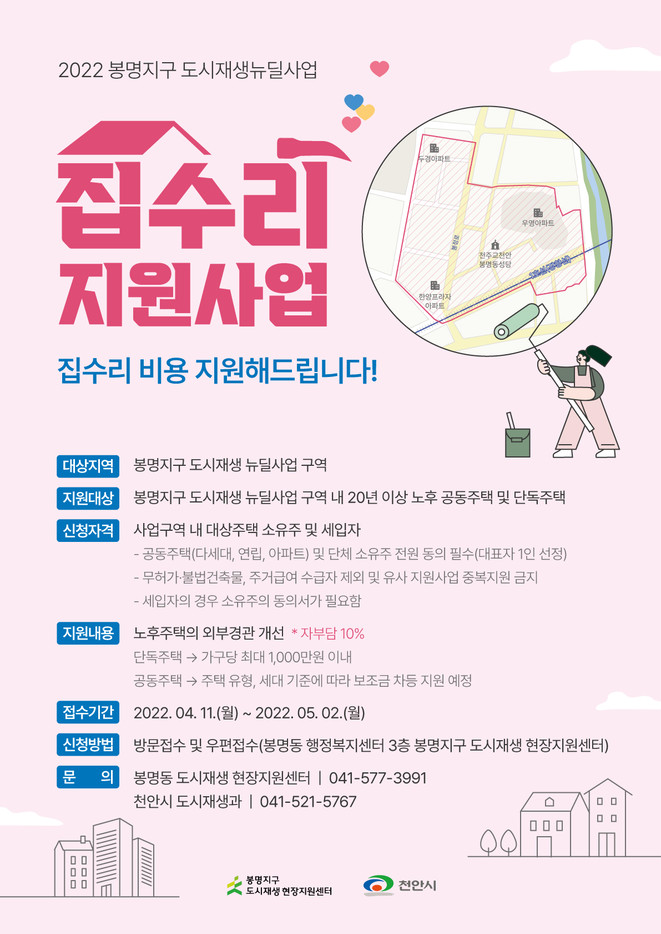 2022 봉명지구 도시재생뉴딜사업
집수리
지원사업
집수리 비용 지원해드립니다!
두경아파트
우영아파트
봉정로
천주교천안
봉명동성당
한양프라자
아파트
대상지역 봉명지구 도시재생 뉴딜사업 구역
지원대상 봉명지구 도시재생 뉴딜사업 구역 내 20년 이상 노후 공동주택 및 단독주택
신청자격 사업구역 내 대상주택 소유주 및 세입자
- 공동주택(다세대, 연립, 아파트) 및 단체 소유주 전원 동의 필수(대표자 1인 선정)
- 무허가·불법건축물, 주거급여 수급자 제외 및 유사 지원사업 중복지원 금지
- 세입자의 경우 소유주의 동의서가 필요함
지원내용 노후주택의 외부경관 개선 * 자부담 10%
단독주택 → 가구당 최대 1,000만원 이내
공동주택 → 주택 유형, 세대 기준에 따라 보조금 차등 지원 예정
접수기간 2022. 04. 11.(월) ~ 2022. 05. 02.(월)
신청방법 방문접수 및 우편접수(봉명동 행정복지센터 3층 봉명지구 도시재생 현장지원센터)
문 의 봉명동 도시재생 현장지원센터 | 041-577-3991
천안시 도시재생과 | 041-521-5767
봉명지구
도시재생 현장지원센터
천안시